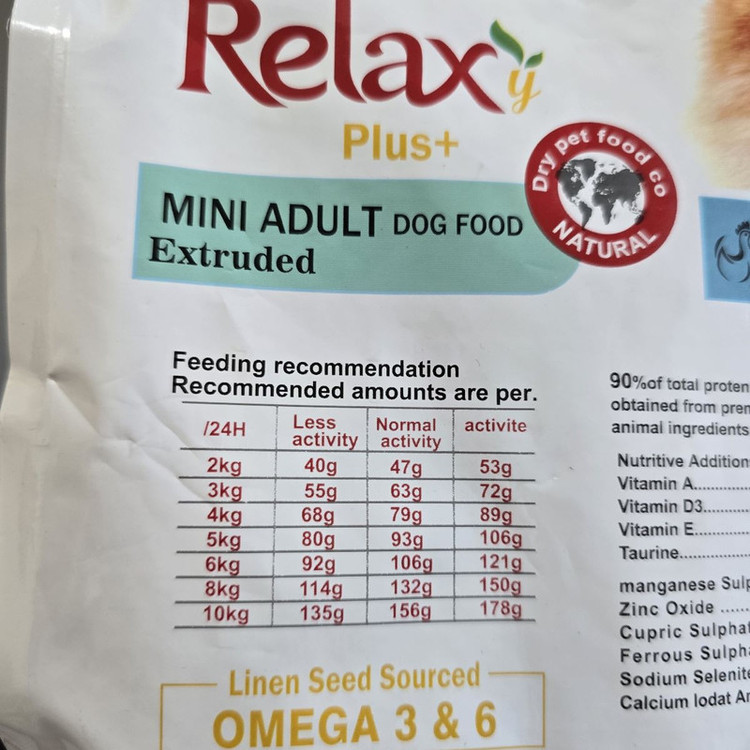 Relaxy
Plus+
Dry pet food co
NATURAL
MINI ADULT DOG FOOD
Extruded
Feeding recommendation
Recommended amounts are per.
/24H Less activity Normal activity activite
2kg 40g 47g 53g
3kg 55g 63g 72g
4kg 68g 79g 89g
5kg 80g 93g 106g
6kg 92g 106g 121g
8kg 114g 132g 150g
10kg 135g 156g 178g
Linen Seed Sourced
OMEGA 3 & 6
90%of total proten
obtained from
animal ingredients
Nutritive Addition
Vitamin A..............
Vitamin D3...........
Vitamin E..............
Taurine.................
manganese
Zinc Oxide ......
Cupric
Ferrous
Sodium
Calcium Iodat